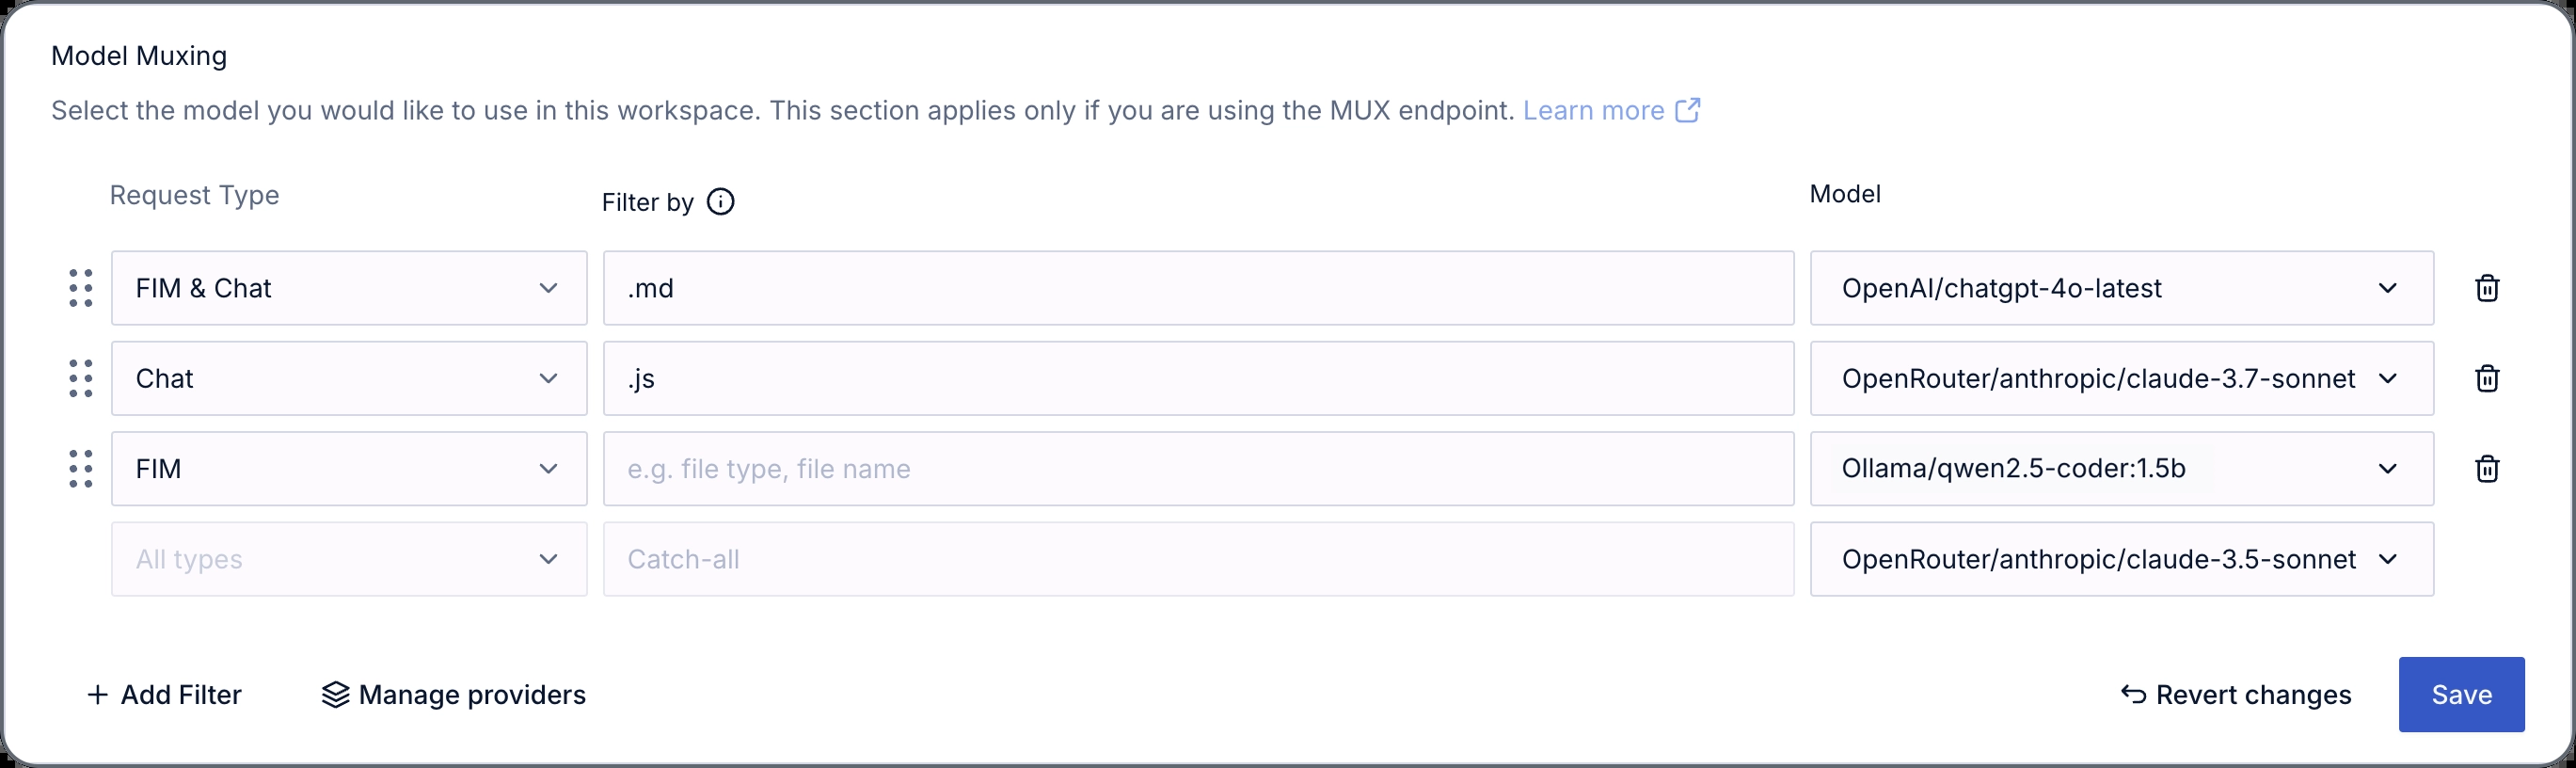 Model Muxing
Select the model you would like to use in this workspace. This section applies only if you are using the MUX endpoint. Learn more
Request Type Filter by Model
FIM & Chat .md OpenAI/chatgpt-4o-latest
Chat .js OpenRouter/anthropic/claude-3.7-sonnet
FIM e.g. file type, file name Ollama/qwen2.5-coder:1.5b
All types Catch-all OpenRouter/anthropic/claude-3.5-sonnet
Add Filter Manage providers Revert changes Save